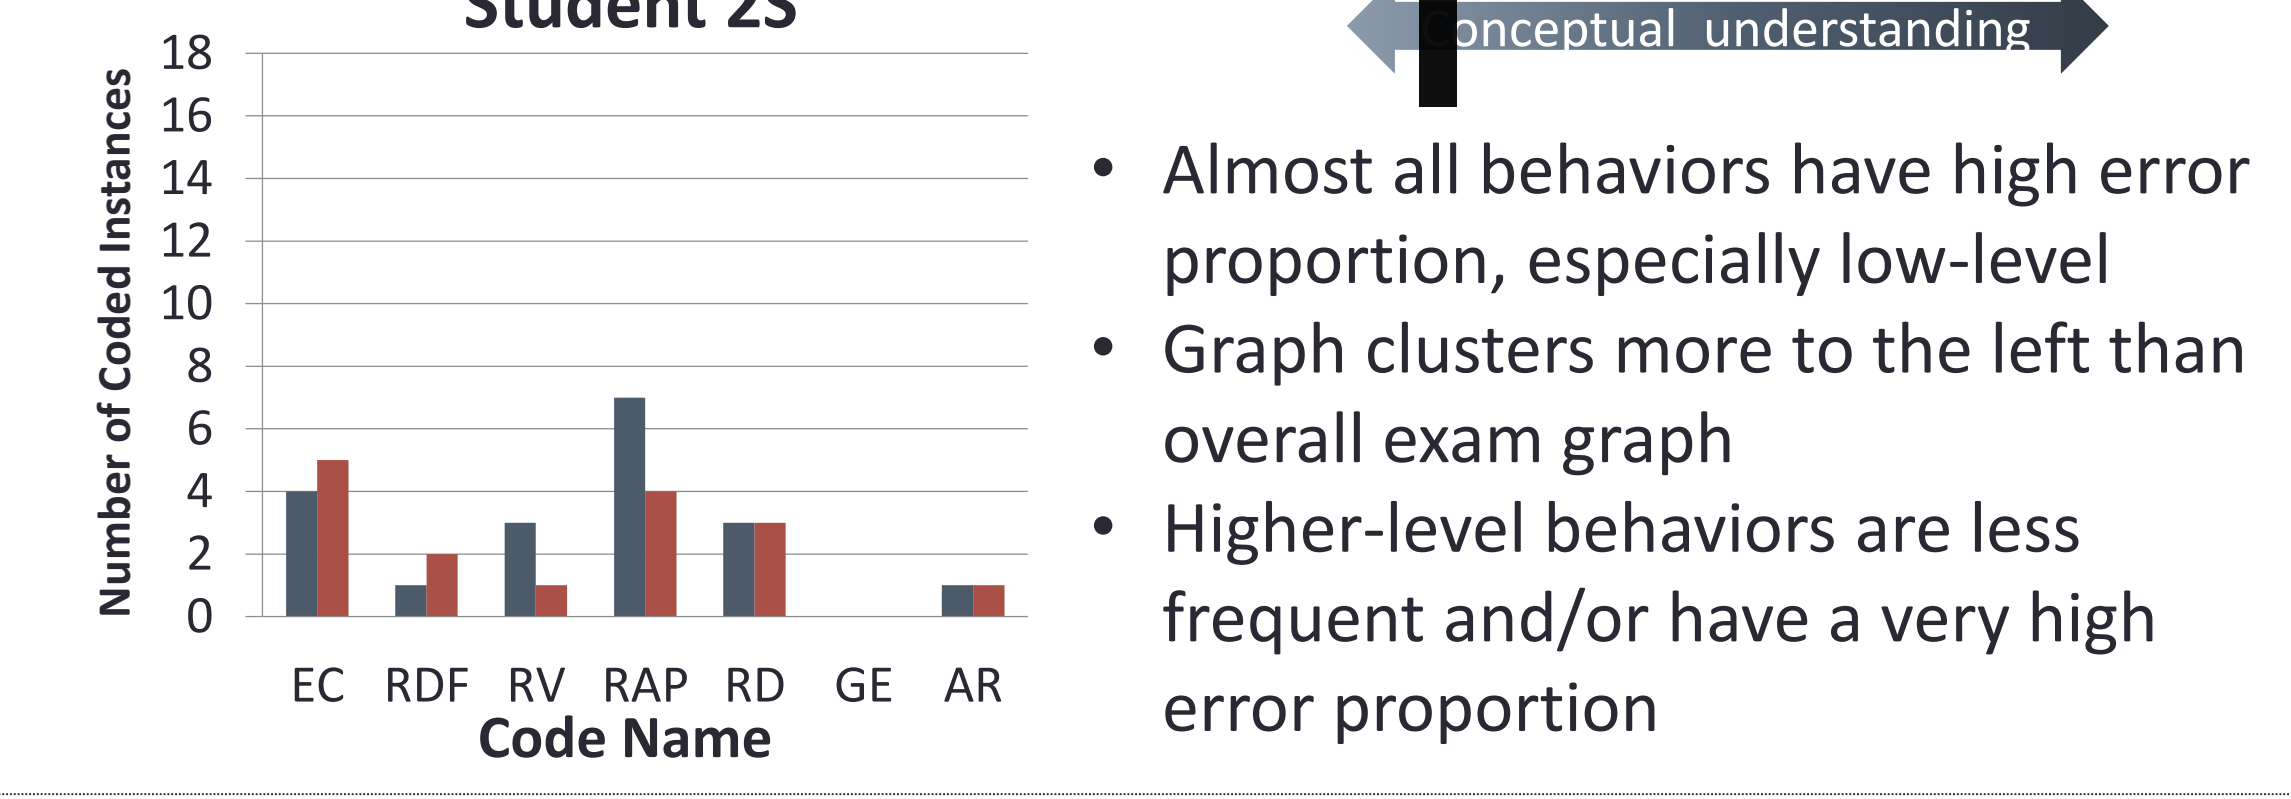 Student 2S
Conceptual understanding
18
16
14
12
10
8
6
4
2
0
Number of Coded Instances
EC RDF RV RAP RD GE AR
Code Name
• Almost all behaviors have high error
proportion, especially low-level
• Graph clusters more to the left than
overall exam graph
• Higher-level behaviors are less
frequent and/or have a very high
error proportion